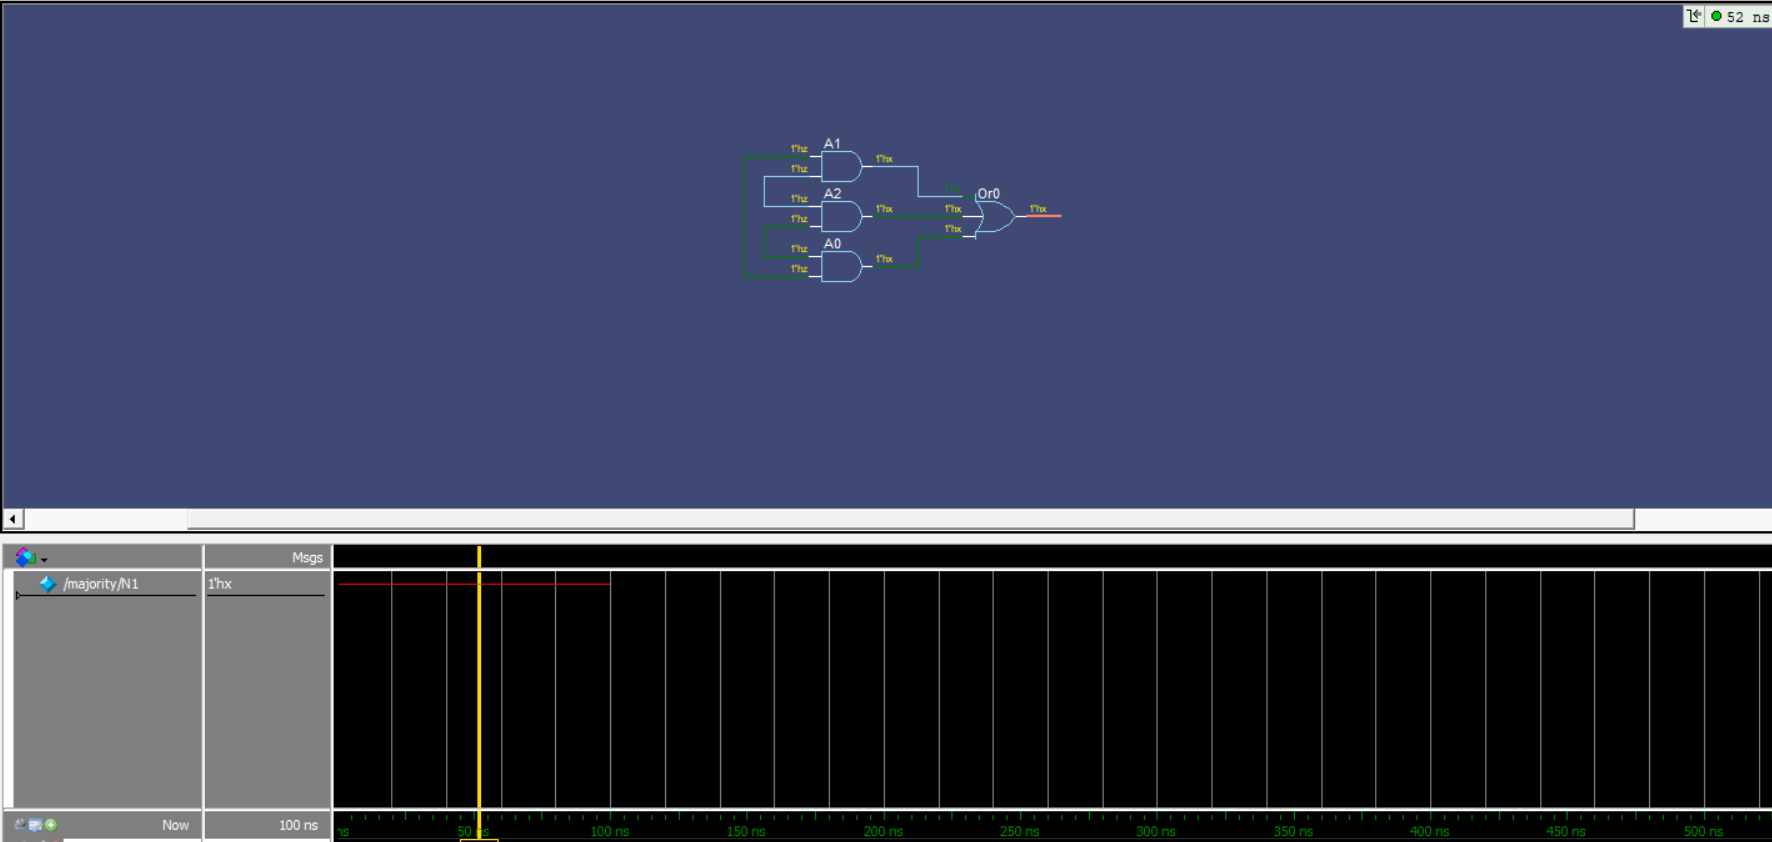 52 ns
A1
1'hz
1'hx
1'hz
A2
Or0
1'hz
1'hx
1'hx
1'hx
1'hz
1'hx
A0
1'hz
1'hx
1'hz
Msgs
/majority/N1
1'hx
Now
100 ns
ns
50 ns
100 ns
150 ns
200 ns
250 ns
300 ns
350 ns
400 ns
450 ns
500 ns